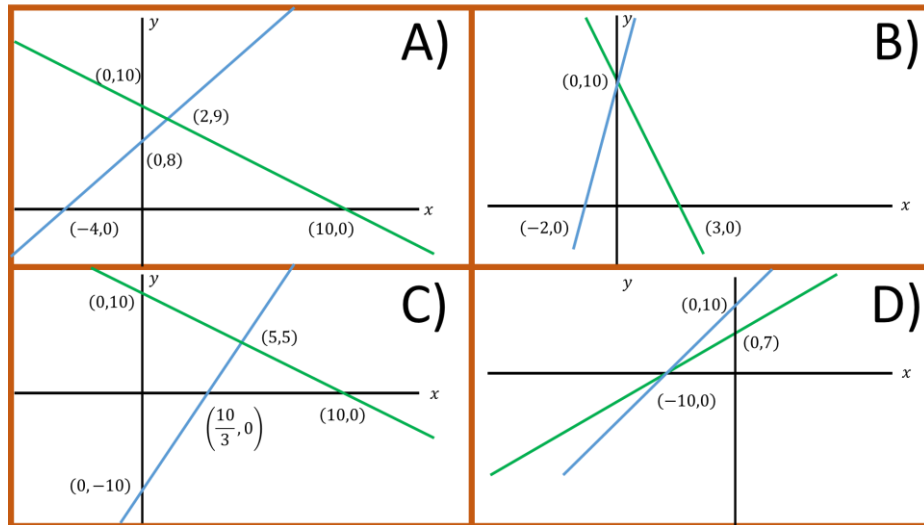 y
A)
(0,10)
(2,9)
(0,8)
x
(−4,0)
(10,0)
y
B)
(0,10)
x
(−2,0)
(3,0)
y
C)
(0,10)
(5,5)
x
(10/3,0)
(10,0)
(0,−10)
y
D)
(0,10)
(0,7)
x
(−10,0)